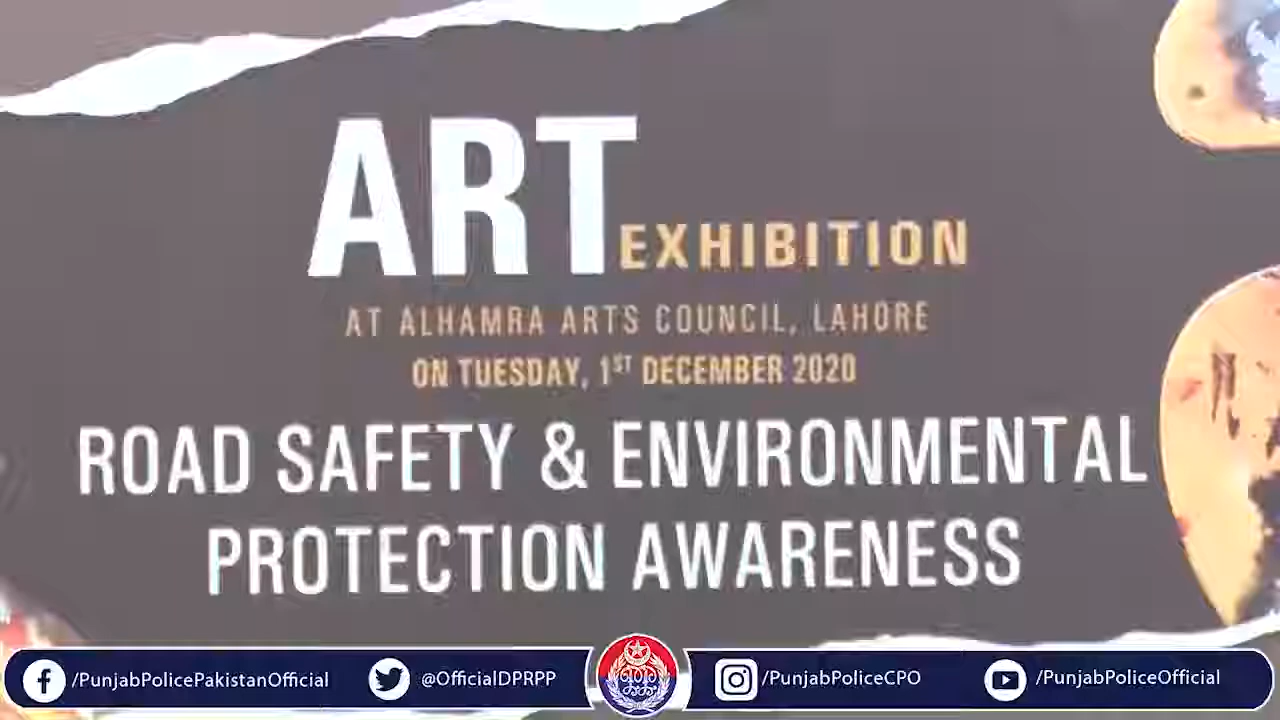 ART EXHIBITION
AT ALHAMRA ARTS COUNCIL, LAHORE
ON TUESDAY, 1ST DECEMBER 2020
ROAD SAFETY & ENVIRONMENTAL
PROTECTION AWARENESS
/PunjabPolicePakistanOfficial @OfficialDPRPP /PunjabPoliceCPO /PunjabPoliceOfficial